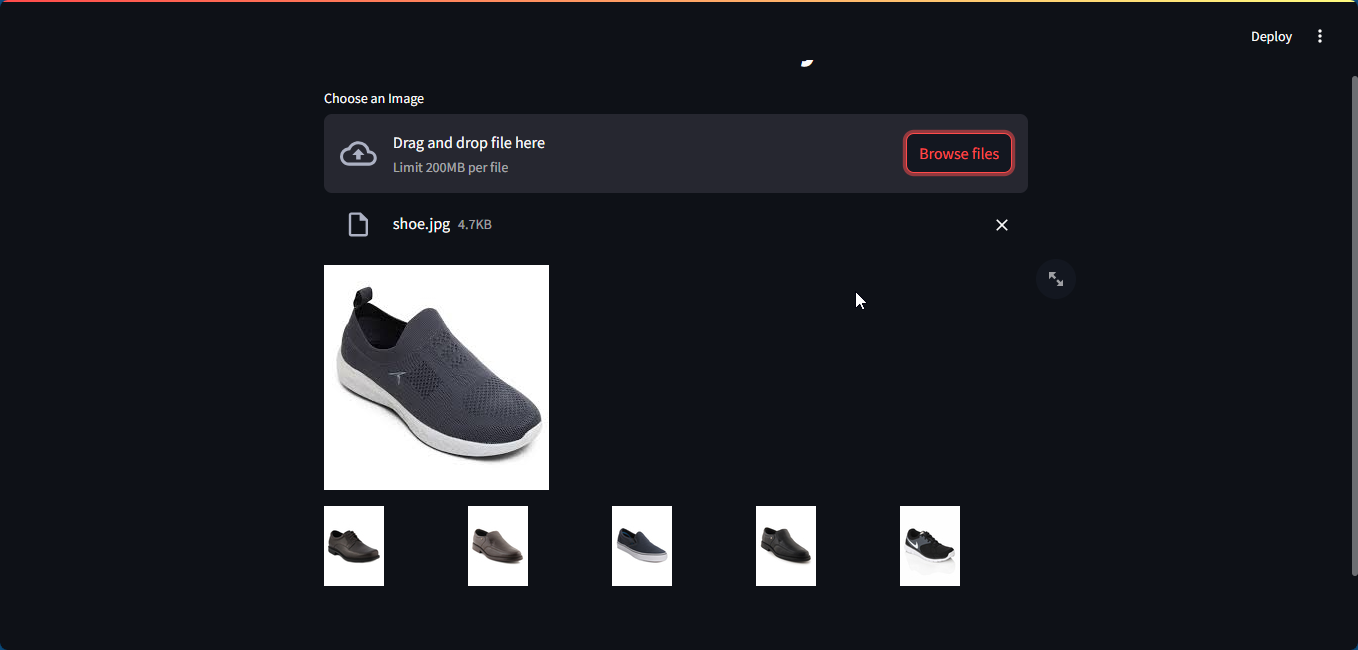 Deploy
Choose an Image
Drag and drop file here
Limit 200MB per file
Browse files
shoe.jpg 4.7KB